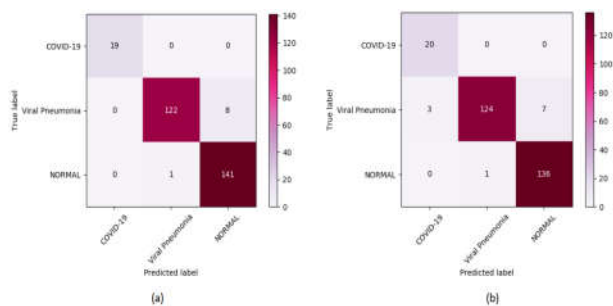 COVID-19 19 0 0
Viral Pneumonia 0 122 8
NORMAL 0 1 141
True label
COVID-19 Viral Pneumonia NORMAL
Predicted label
140
120
100
80
60
40
20
0
(a)
COVID-19 20 0 0
Viral Pneumonia 3 124 7
NORMAL 0 1 136
True label
COVID-19 Viral Pneumonia NORMAL
Predicted label
120
100
80
60
40
20
0
(b)